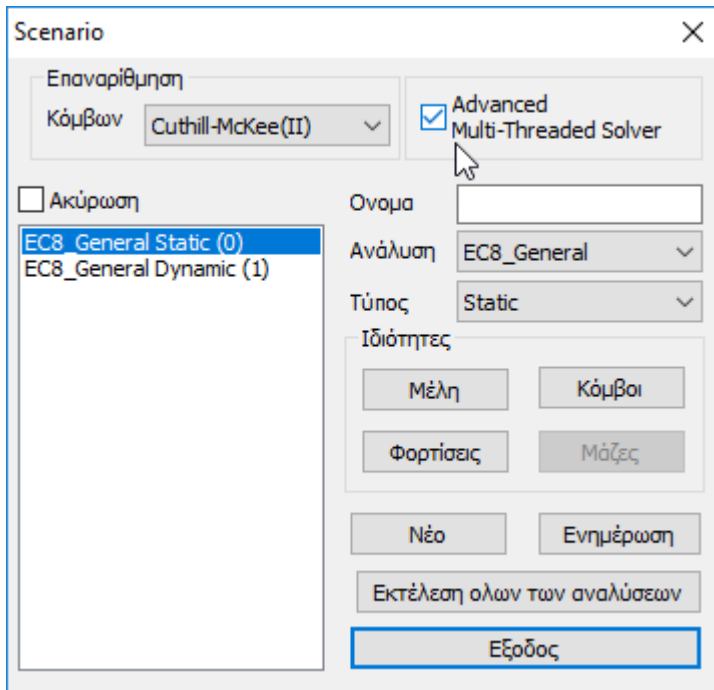 Scenario
Επαναρίθμηση
Κόμβων
Cuthill-McKee(II)
Advanced
Multi-Threaded Solver
Ακύρωση
EC8_General Static (0)
EC8_General Dynamic (1)
Ονομα
Ανάλυση
EC8_General
Τύπος
Static
Ιδιότητες
Μέλη
Κόμβοι
Φορτίσεις
Μάζες
Νέο
Ενημέρωση
Εκτέλεση ολων των αναλύσεων
Εξοδος